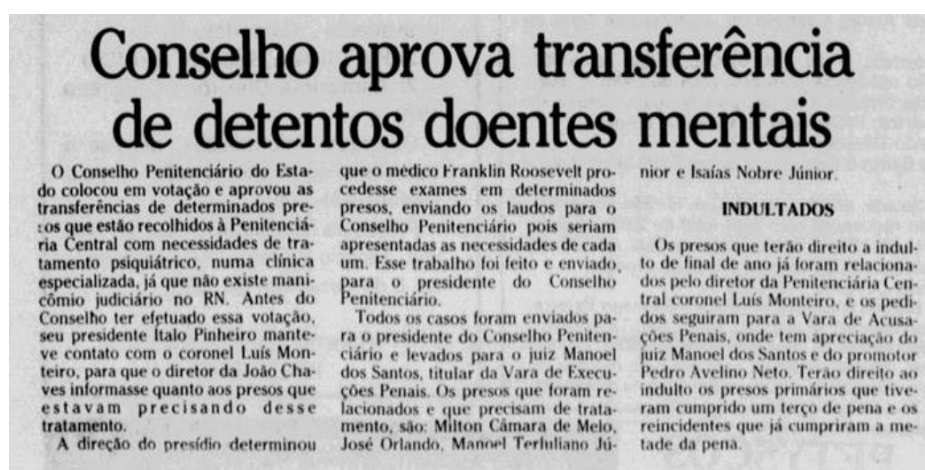 Conselho aprova transferência
de detentos doentes mentais
O Conselho Penitenciário do Esta-
do colocou em votação e aprovou as
transferências de determinados pre-
sos que estão recolhidos à Penitenciá-
ria Central com necessidades de tra-
tamento psiquiátrico, numa clínica
especializada, já que não existe mani-
cômio judiciário no RN. Antes do
Conselho ter efetuado essa votação,
seu presidente Italo Pinheiro mante-
ve contato com o coronel Luís Mon-
teiro, para que o diretor da João Cha-
ves informasse quanto aos presos que
estavam precisando desse
tratamento.
A direção do presídio determinou
que o médico Franklin Roosevelt pro-
cedesse exames em determinados
presos, enviando os laudos para o
Conselho Penitenciário pois seriam
apresentadas as necessidades de cada
um. Esse trabalho foi feito e enviado,
para o presidente do Conselho
Penitenciário.
Todos os casos foram enviados pa-
ra o presidente do Conselho Peniten-
ciário e levados para o juiz Manoel
dos Santos, titular da Vara de Execu-
ções Penais. Os presos que foram re-
lacionados e que precisam de trata-
mento, são: Milton Câmara de Melo,
José Orlando, Manoel Terluliano Jú-
nior e Isaías Nobre Júnior.
INDULTADOS
Os presos que terão direito a indul-
to de final de ano já foram relaciona-
dos pelo diretor da Penitenciária Cen-
tral coronel Luís Monteiro, e os pedi-
dos seguiram para a Vara de Acusa-
ções Penais, onde tem apreciação do
juiz Manoel dos Santos e do promotor
Pedro Avelino Neto. Terão direito ao
indulto os presos primários que tive-
ram cumprido um terço de pena e os
reincidentes que já cumpriram a me-
tade da pena.